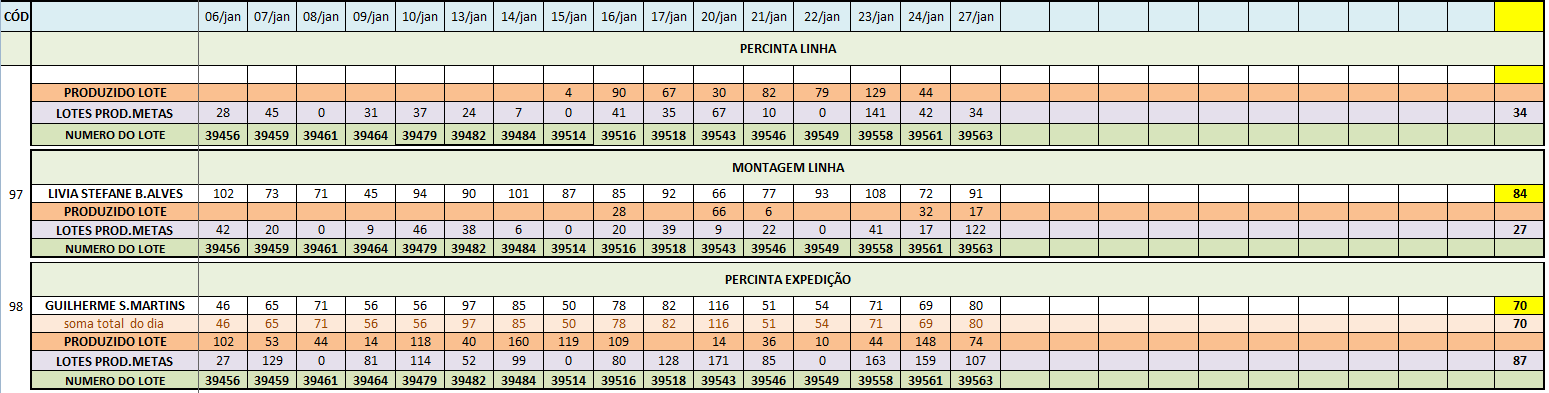 CÓD 06/jan 07/jan 08/jan 09/jan 10/jan 13/jan 14/jan 15/jan 16/jan 17/jan 20/jan 21/jan 22/jan 23/jan 24/jan 27/jan
PERCINTA LINHA
PRODUZIDO LOTE 4 90 67 30 82 79 129 44
LOTES PROD.METAS 28 45 0 31 37 24 7 0 41 35 67 10 0 141 42 34 34
NUMERO DO LOTE 39456 39459 39461 39464 39479 39482 39484 39514 39516 39518 39543 39546 39549 39558 39561 39563
MONTAGEM LINHA
97 LIVIA STEFANE B.ALVES 102 73 71 45 94 90 101 87 85 92 66 77 93 108 72 91 84
PRODUZIDO LOTE 28 66 6 32 17
LOTES PROD.METAS 42 20 0 9 46 38 6 0 20 39 9 22 0 41 17 122 27
NUMERO DO LOTE 39456 39459 39461 39464 39479 39482 39484 39514 39516 39518 39543 39546 39549 39558 39561 39563
PERCINTA EXPEDIÇÃO
98 GUILHERME S.MARTINS 46 65 71 56 56 97 85 50 78 82 116 51 54 71 69 80 70
soma total do dia 46 65 71 56 56 97 85 50 78 82 116 51 54 71 69 80 70
PRODUZIDO LOTE 102 53 44 14 118 40 160 119 109 14 36 10 44 148 74
LOTES PROD.METAS 27 129 0 81 114 52 99 0 80 128 171 85 0 163 159 107 87
NUMERO DO LOTE 39456 39459 39461 39464 39479 39482 39484 39514 39516 39518 39543 39546 39549 39558 39561 39563